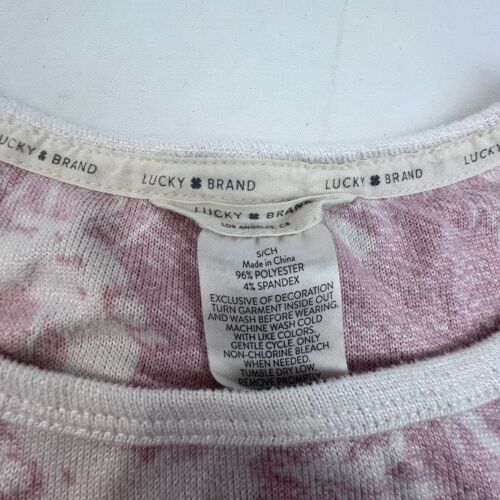 LUCKY BRAND
LUCKY BRAND
LUCKY BRAND
LUCKY
LUCKY BRAND
LOS ANGELES, CA
S/CH
Made in China
96% POLYESTER
4% SPANDEX
EXCLUSIVE OF DECORATION
TURN GARMENT INSIDE OUT
AND WASH BEFORE WEARING.
MACHINE WASH COLD
WITH LIKE COLORS,
GENTLE CYCLE. ONLY
NON-CHLORINE BLEACH
WHEN NEEDED.
TUMBLE DRY LOW.
REMOVE PROMPTLY